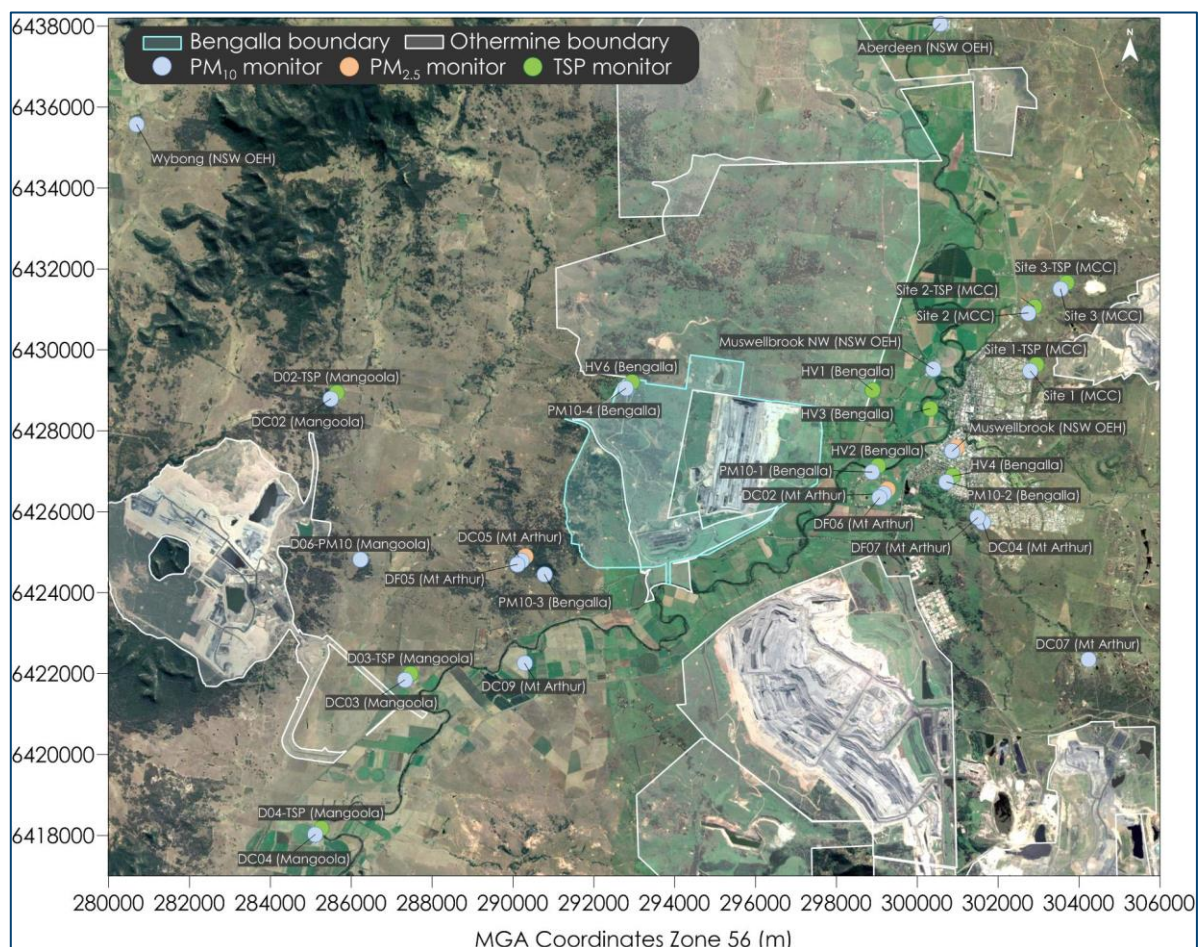 6438000
6436000
6434000
6432000
6430000
6428000
6426000
6424000
6422000
6420000
6418000
Bengalla boundary Othermine boundary
PM10 monitor PM2.5 monitor TSP monitor
Aberdeen (NSW OEH)
N
Wybong (NSW OEH)
Site 3-TSP (MCC)
Site 2-TSP (MCC)
Site 2 (MCC)
Site 3 (MCC)
Muswellbrook NW (NSW OEH)
Site 1-TSP (MCC)
HV6 (Bengalla)
HV1 (Bengalla)
D02-TSP (Mangoola)
Site 1 (MCC)
PM10-4 (Bengalla)
HV3 (Bengalla)
DC02 (Mangoola)
Muswellbrook (NSW OEH)
HV2 (Bengalla)
HV4 (Bengalla)
PM10-1 (Bengalla)
PM10-2 (Bengalla)
DC02 (Mt Arthur)
DF06 (Mt Arthur)
DC05 (Mt Arthur)
D06-PM10 (Mangoola)
DF07 (Mt Arthur)
DC04 (Mt Arthur)
DF05 (Mt Arthur)
PM10-3 (Bengalla)
DC07 (Mt Arthur)
D03-TSP (Mangoola)
DC09 (Mt Arthur)
DC03 (Mangoola)
D04-TSP (Mangoola)
DC04 (Mangoola)
280000 282000 284000 286000 288000 290000 292000 294000 296000 298000 300000 302000 304000 306000
MGA Coordinates Zone 56 (m)